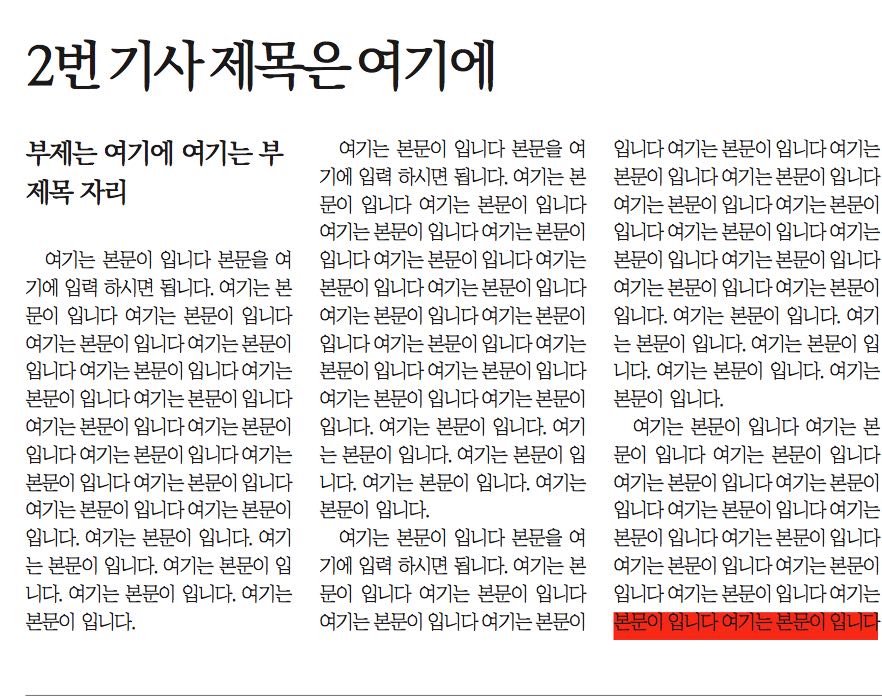 2번 기사 제목은 여기에
부제는 여기에 여기는 부
제목 자리
여기는 본문이 입니다 본문을 여
기에 입력 하시면 됩니다. 여기는 본
문이 입니다 여기는 본문이 입니다
여기는 본문이 입니다 여기는 본문이
입니다 여기는 본문이 입니다 여기는
본문이 입니다 여기는 본문이 입니다
여기는 본문이 입니다 여기는 본문이
입니다 여기는 본문이 입니다 여기는
본문이 입니다 여기는 본문이 입니다
여기는 본문이 입니다 여기는 본문이
입니다. 여기는 본문이 입니다. 여기
는 본문이 입니다. 여기는 본문이 입
니다. 여기는 본문이 입니다. 여기는
본문이 입니다.
여기는 본문이 입니다 본문을 여
기에 입력 하시면 됩니다. 여기는 본
문이 입니다 여기는 본문이 입니다
여기는 본문이 입니다 여기는 본문이
입니다 여기는 본문이 입니다 여기는
본문이 입니다 여기는 본문이 입니다
여기는 본문이 입니다 여기는 본문이
입니다 여기는 본문이 입니다 여기는
본문이 입니다 여기는 본문이 입니다
여기는 본문이 입니다 여기는 본문이
입니다. 여기는 본문이 입니다. 여기
는 본문이 입니다. 여기는 본문이 입
니다. 여기는 본문이 입니다. 여기는
본문이 입니다.
여기는 본문이 입니다 본문을 여
기에 입력 하시면 됩니다. 여기는 본
문이 입니다 여기는 본문이 입니다
여기는 본문이 입니다 여기는 본문이
입니다 여기는 본문이 입니다 여기는
본문이 입니다 여기는 본문이 입니다
여기는 본문이 입니다 여기는 본문이
입니다 여기는 본문이 입니다 여기는
본문이 입니다 여기는 본문이 입니다
여기는 본문이 입니다 여기는 본문이
입니다. 여기는 본문이 입니다. 여기
는 본문이 입니다. 여기는 본문이 입
니다. 여기는 본문이 입니다. 여기는
본문이 입니다.
여기는 본문이 입니다 여기는 본
문이 입니다 여기는 본문이 입니다
여기는 본문이 입니다 여기는 본문이
입니다 여기는 본문이 입니다 여기는
본문이 입니다 여기는 본문이 입니다
여기는 본문이 입니다 여기는 본문이
입니다 여기는 본문이 입니다 여기는
본문이 입니다 여기는 본문이 입니다